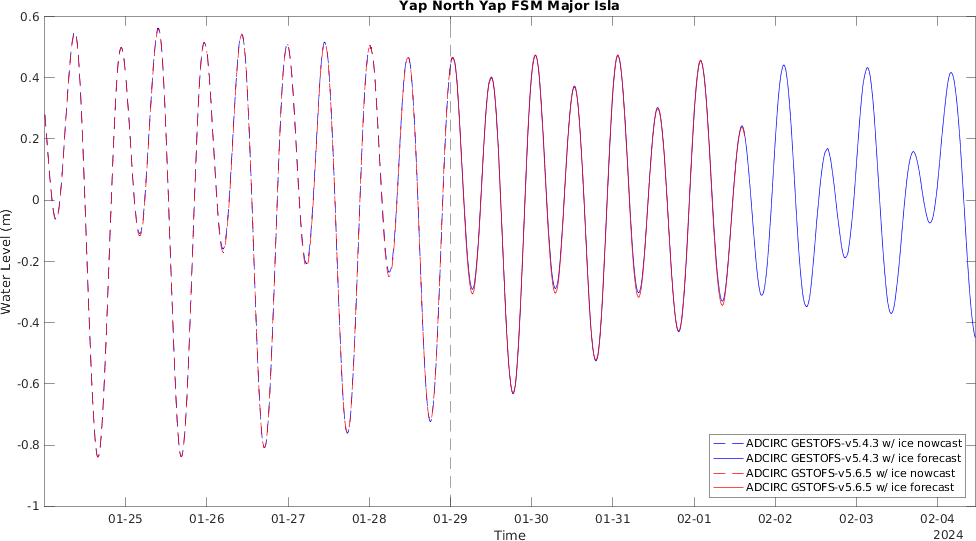 Yap North Yap FSM Major Isla
0.6
0.4
0.2
0
-0.2
-0.4
-0.6
-0.8
-1
Water Level (m)
ADCIRC GESTOFS-v5.4.3 w/ ice nowcast
ADCIRC GESTOFS-v5.4.3 w/ ice forecast
ADCIRC GSTOFS-v5.6.5 w/ ice nowcast
ADCIRC GSTOFS-v5.6.5 w/ ice forecast
01-25 01-26 01-27 01-28 01-29 01-30 01-31 02-01 02-02 02-03 02-04
Time
2024